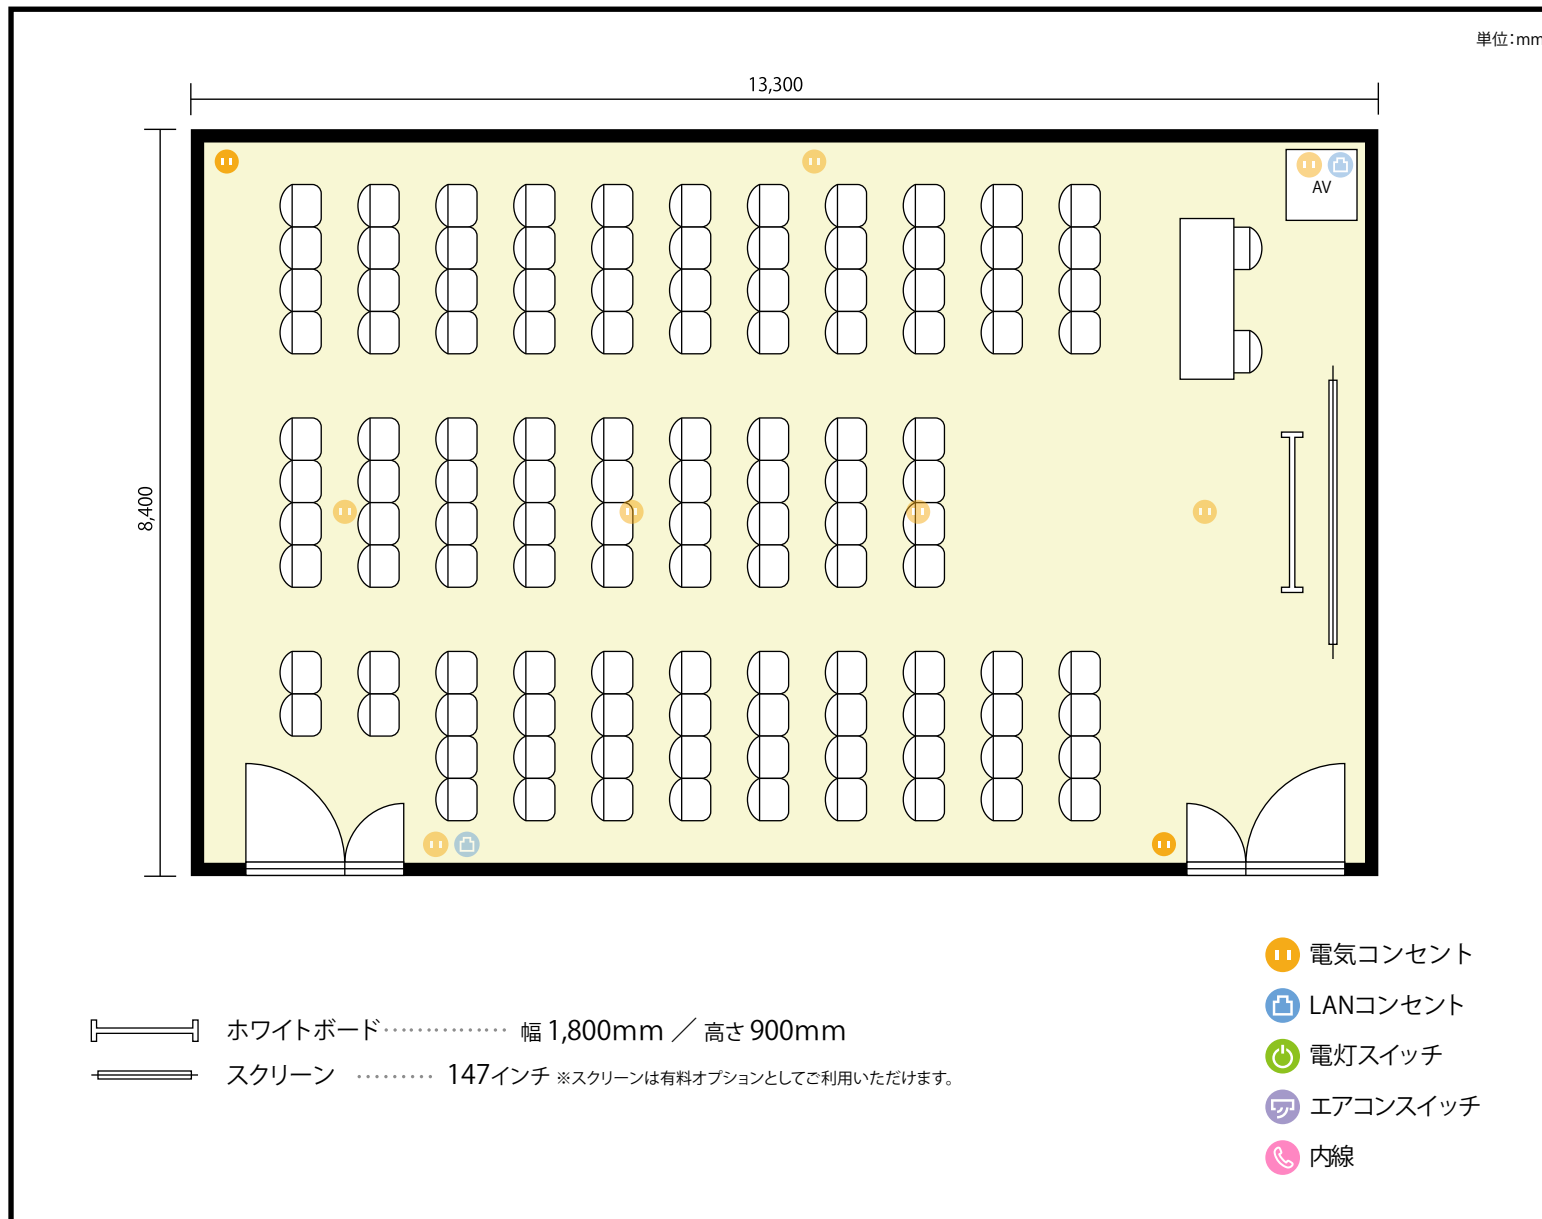 単位:mm
13,300
8,400
AV
ホワイトボード……………幅 1,800mm ／ 高さ 900mm
スクリーン ………147インチ ※スクリーンは有料オプションとしてご利用いただけます。
電気コンセント
LANコンセント
電灯スイッチ
エアコンスイッチ
内線